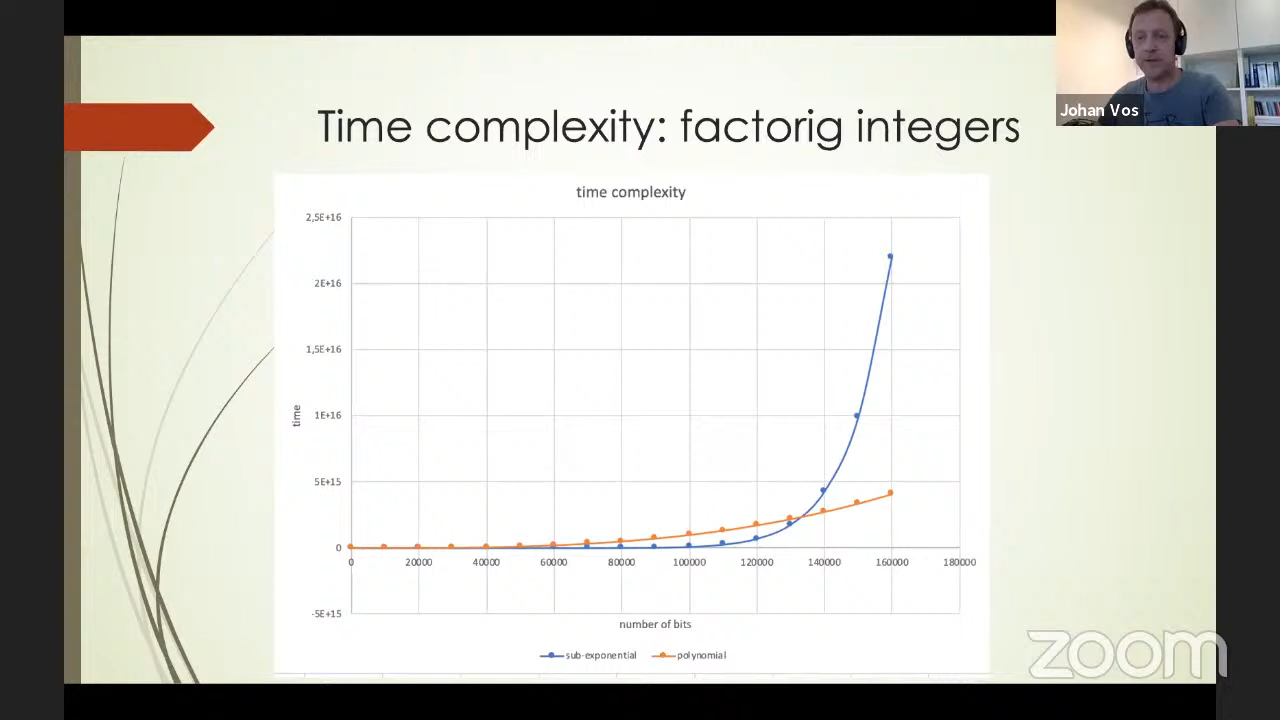 Johan Vos
Time complexity: factorig integers
time complexity
2,5E+16
2E+16
1,5E+16
1E+16
5E+15
0
-5E+15
time
0 20000 40000 60000 80000 100000 120000 140000 160000 180000
number of bits
sub-exponential polynomial
zoom